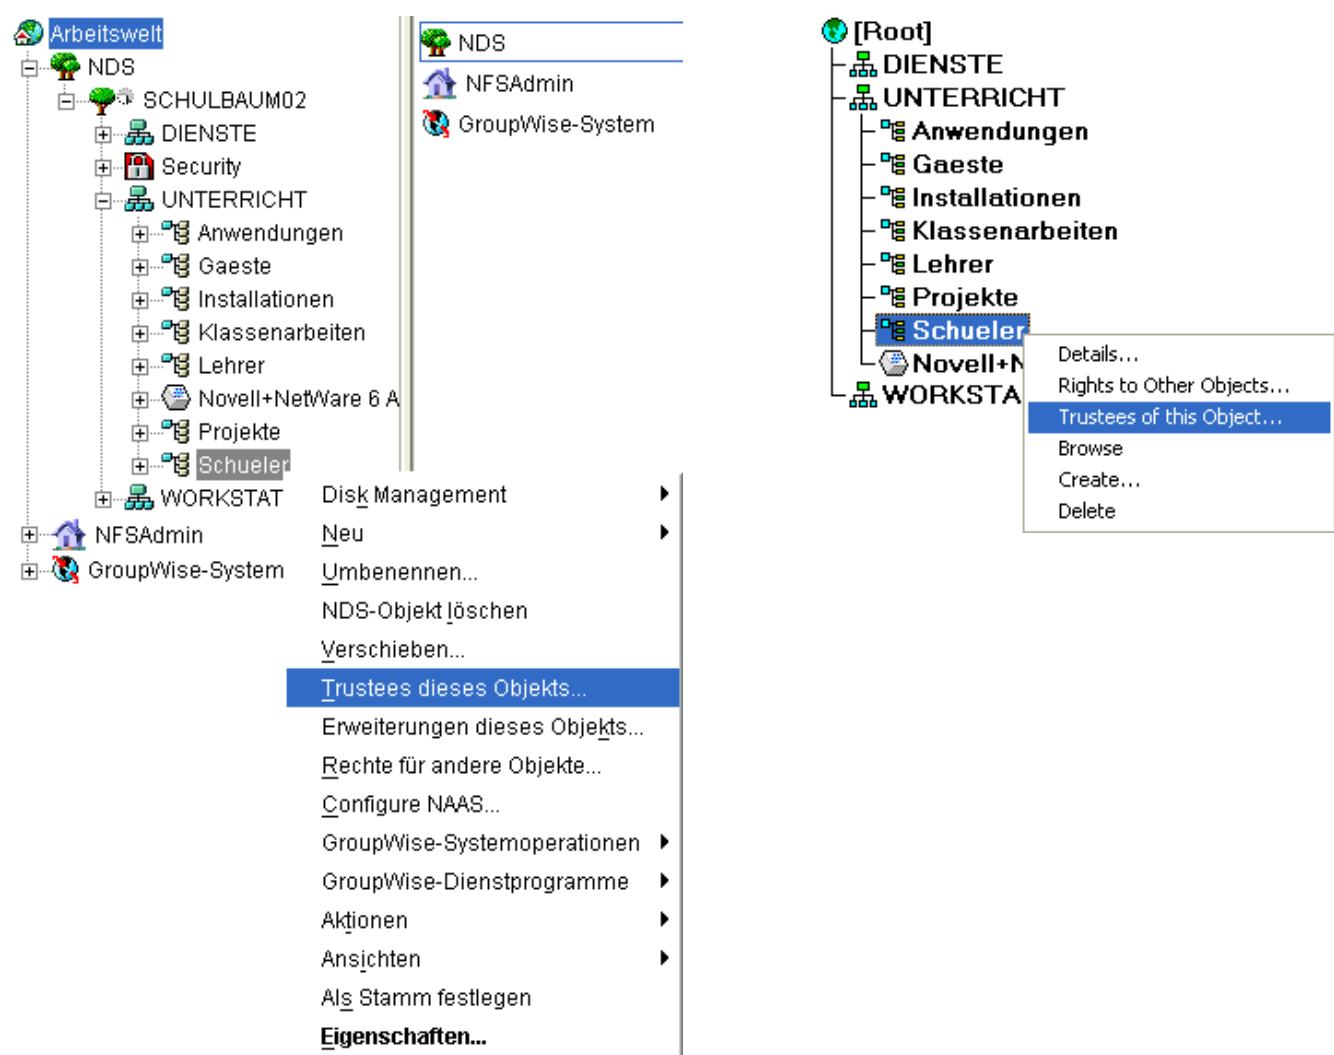 Arbeitswelt
NDS
SCHULBAUM02
DIENSTE
Security
UNTERRICHT
Anwendungen
Gaeste
Installationen
Klassenarbeiten
Lehrer
Novell+NetWare 6 A
Projekte
Schueler
WORKSTAT
NFSAdmin
GroupWise-System
NDS
NFSAdmin
GroupWise-System
Disk Management
Neu
Umbenennen...
NDS-Objekt löschen
Verschieben...
Trustees dieses Objekts...
Erweiterungen dieses Objekts...
Rechte für andere Objekte...
Configure NAAS...
GroupWise-Systemoperationen
GroupWise-Dienstprogramme
Aktionen
Ansichten
Als Stamm festlegen
Eigenschaften...
[Root]
DIENSTE
UNTERRICHT
Anwendungen
Gaeste
Installationen
Klassenarbeiten
Lehrer
Projekte
Schueler
Novell+N
WORKSTA
Details...
Rights to Other Objects...
Trustees of this Object...
Browse
Create...
Delete